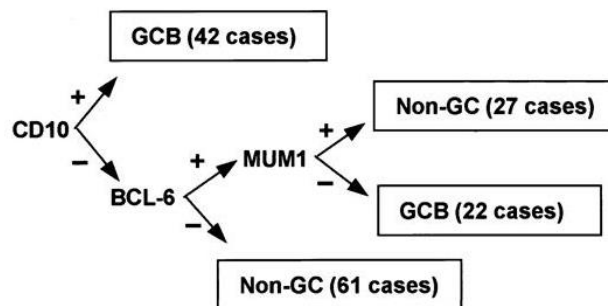 GCB (42 cases)
+
CD10
−
Non-GC (27 cases)
+
+
MUM1
−
BCL-6
−
GCB (22 cases)
Non-GC (61 cases)